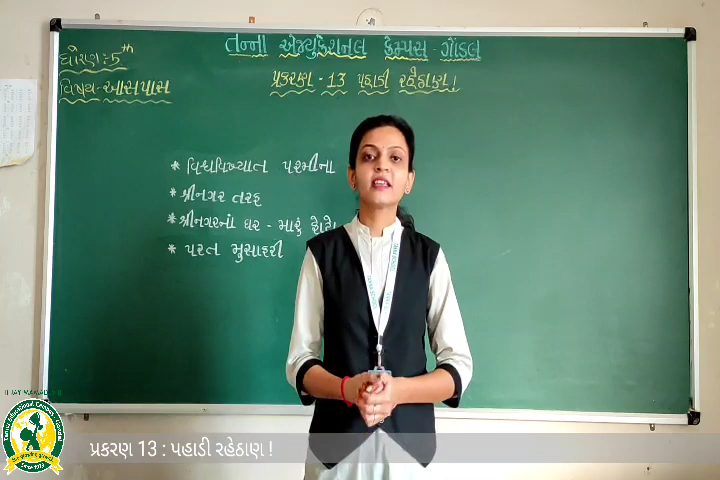 તન્ના એજ્યુકેશનલ કેમ્પસ - ગોંડલ
ધોરણ :- 5th
વિષય - આસપાસ
પ્રકરણ - 13 પહાડી રહેઠાણ !
* વિશ્વવિખ્યાત પશ્મીના
* શ્રીનગર તરફ
* શ્રીનગરનાં ઘર - મારું ફોટો
* પરત મુસાફરી
પ્રકરણ 13 : પહાડી રહેઠાણ !